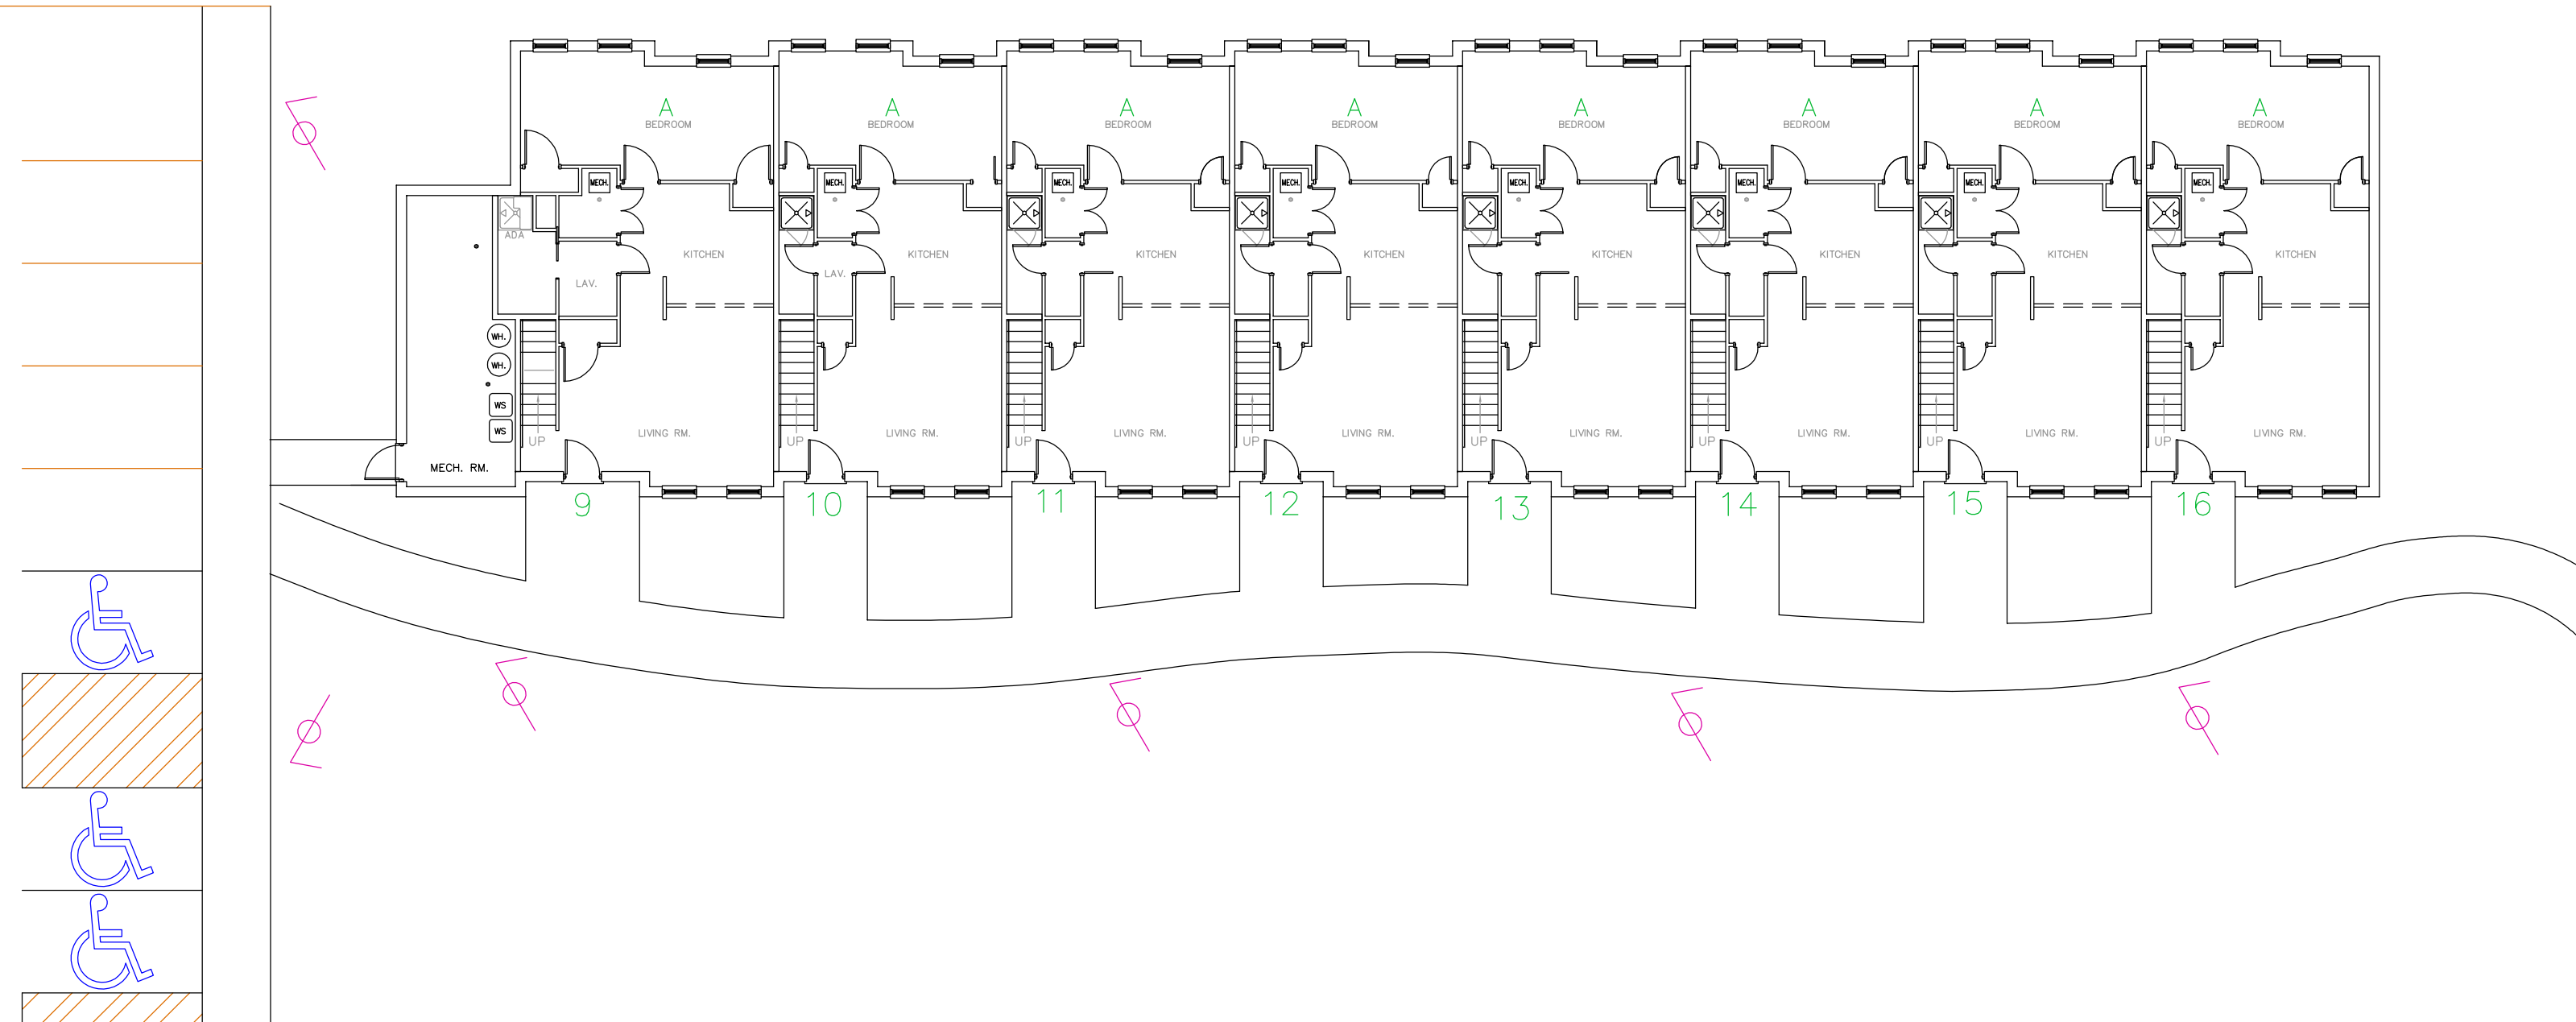 A A A A A A A A
BEDROOM BEDROOM BEDROOM BEDROOM BEDROOM BEDROOM BEDROOM BEDROOM
MECH. MECH. MECH. MECH. MECH. MECH. MECH. MECH.
ADA
KITCHEN KITCHEN KITCHEN KITCHEN KITCHEN KITCHEN KITCHEN KITCHEN
LAV. LAV.
WH.
WH.
WS
WS
LIVING RM. LIVING RM. LIVING RM. LIVING RM. LIVING RM. LIVING RM. LIVING RM. LIVING RM.
UP UP UP UP UP UP UP UP
MECH. RM.
9 10 11 12 13 14 15 16